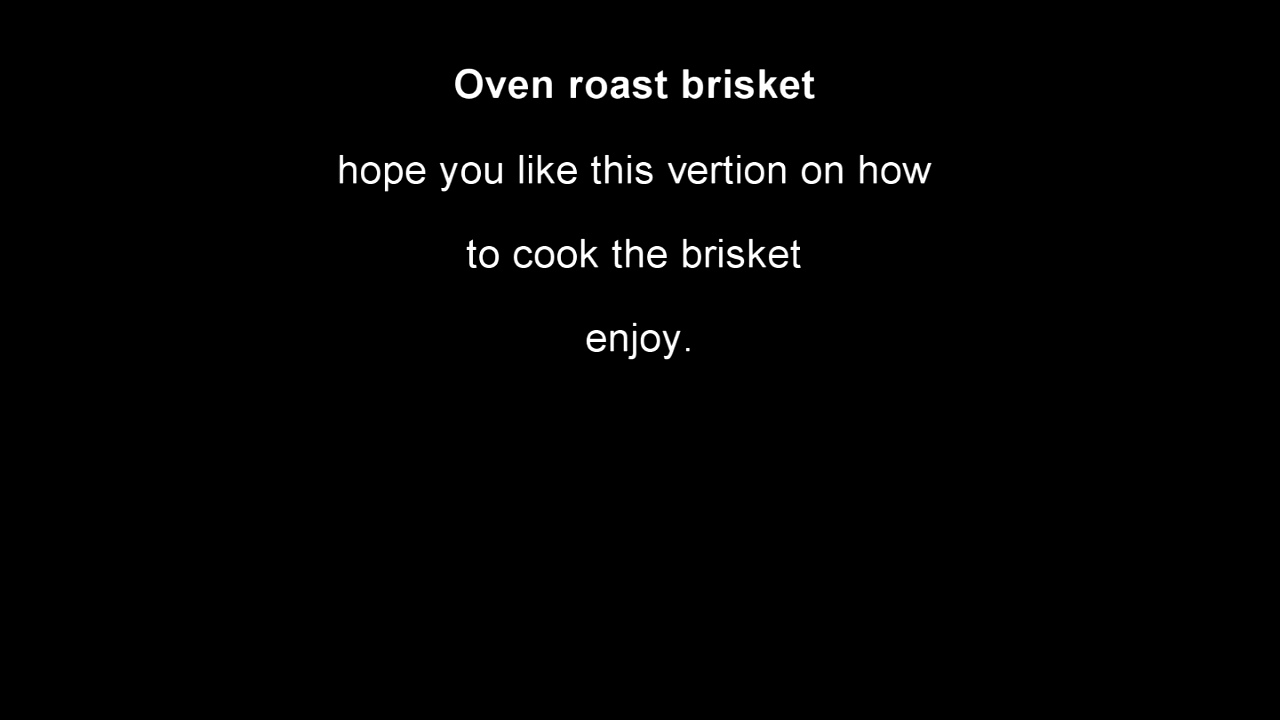 Oven roast brisket
hope you like this vertion on how
to cook the brisket
enjoy.